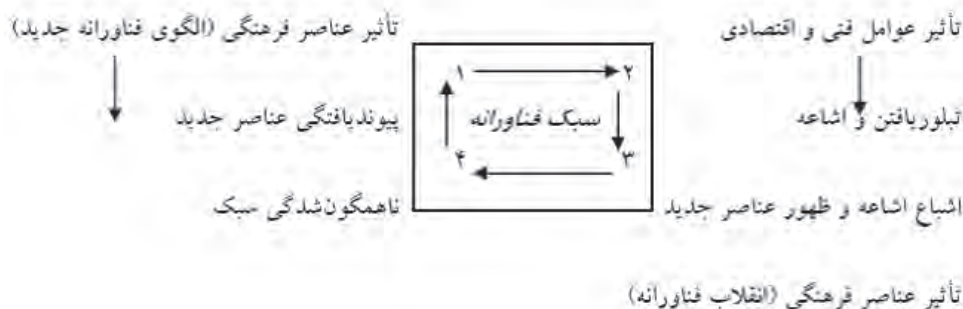 تأثیر عوامل فنی و اقتصادی
تأثیر عناصر فرهنگی (الگوی فناورانه جدید)
۱
۲
تبلوریافتن و اشاعه
سبک فناورانه
پیوندیافتگی عناصر جدید
۳
۴
اشباع اشاعه و ظهور عناصر جدید
ناهمگون‌شدگی سبک
تأثیر عناصر فرهنگی (انقلاب فناورانه)